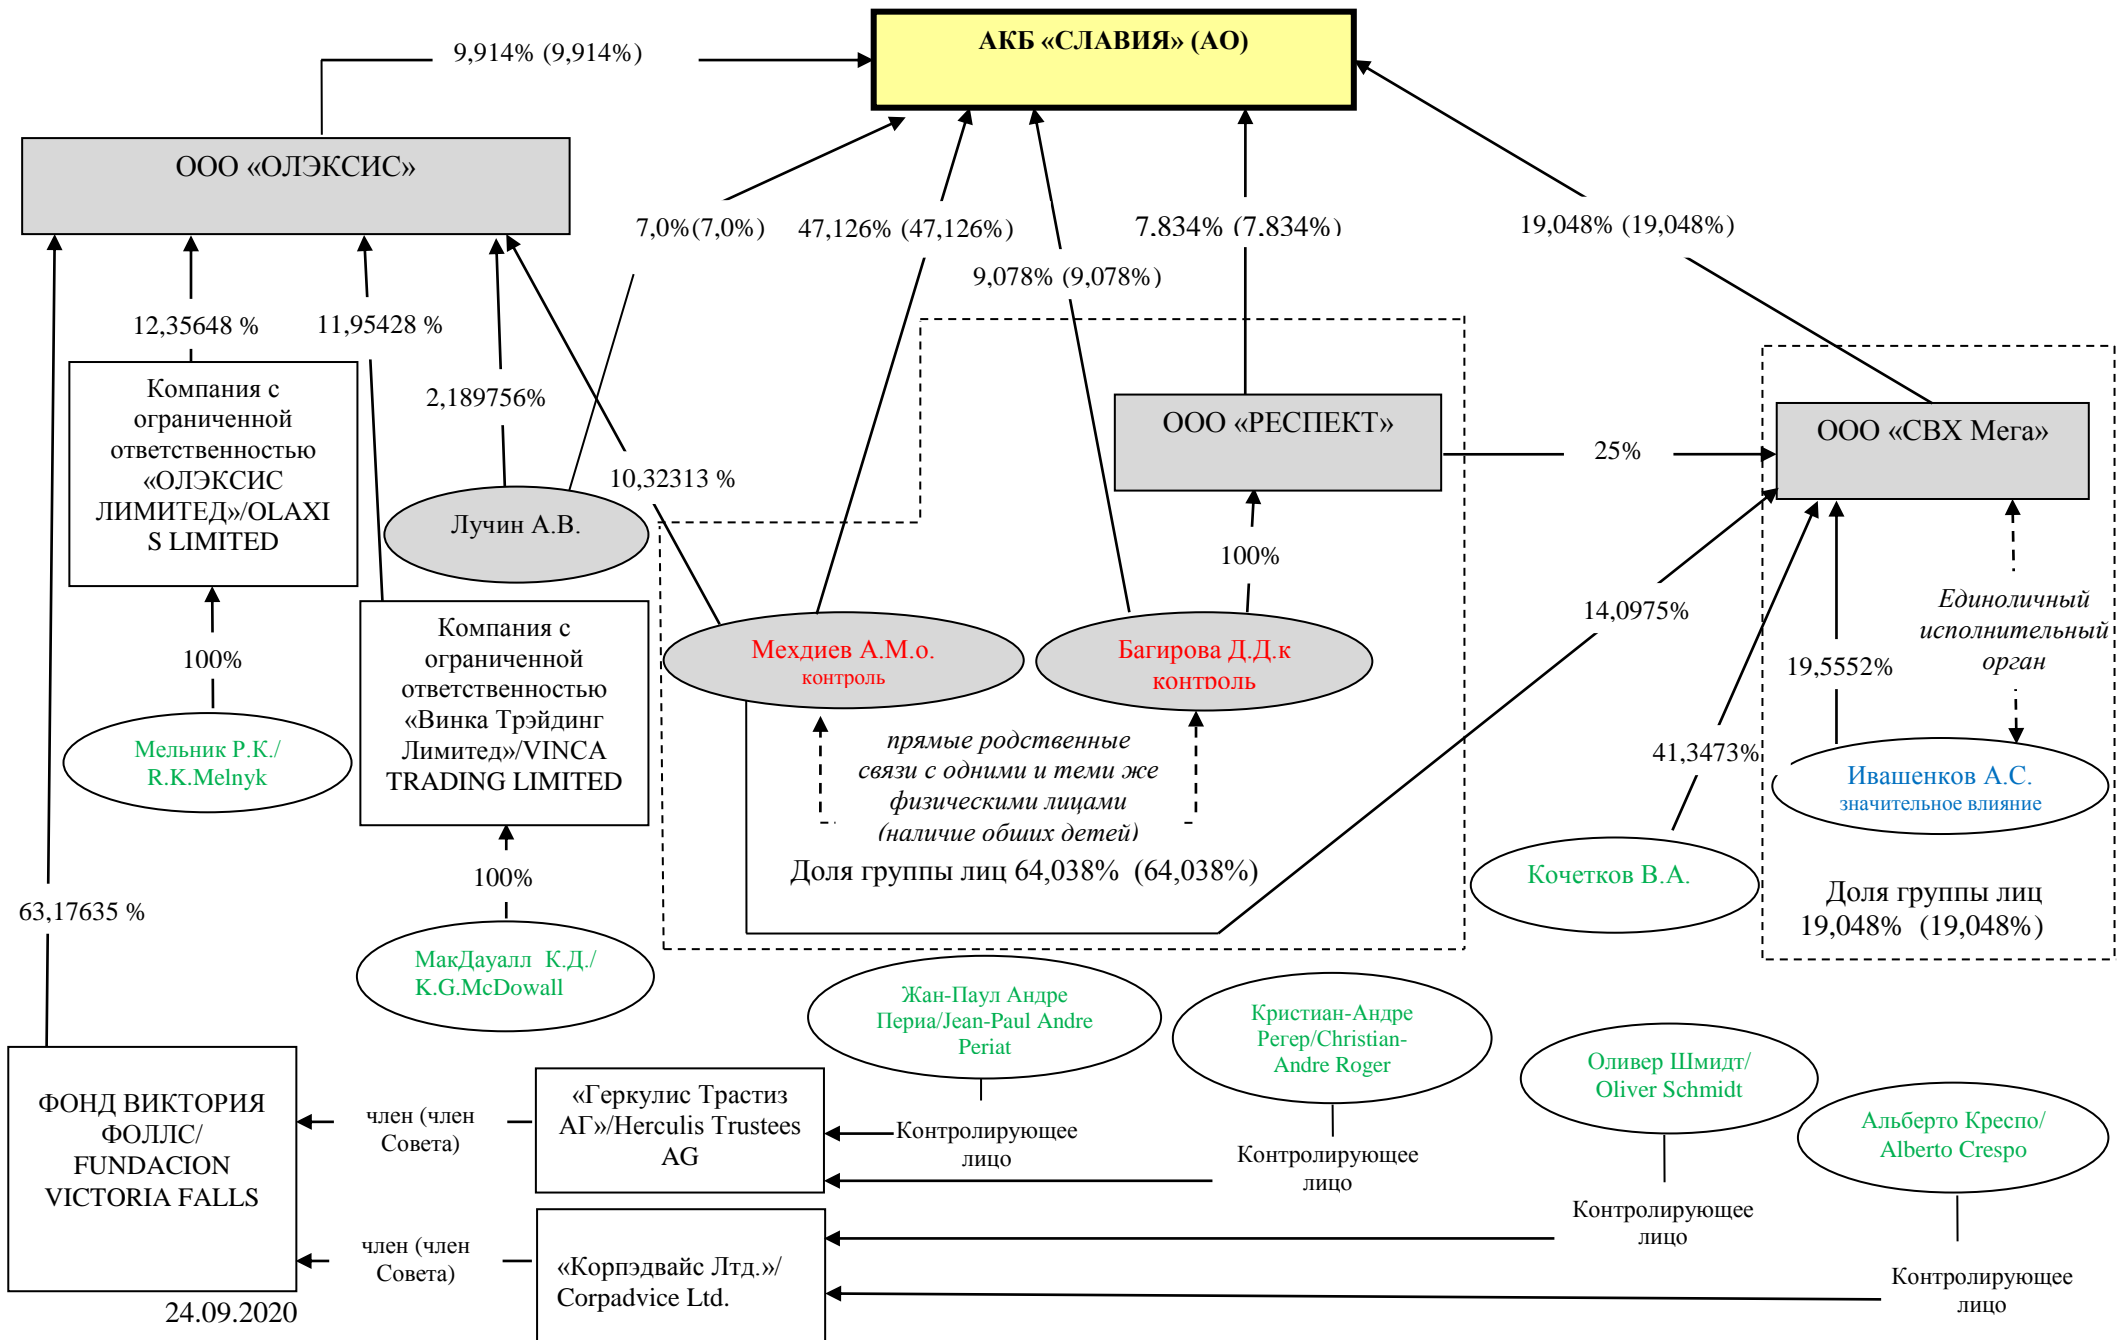 АКБ «СЛАВИЯ» (АО)
9,914% (9,914%)
ООО «ОЛЭКСИС»
7,0%(7,0%)
47,126% (47,126%)
7,834% (7,834%)
19,048% (19,048%)
9,078% (9,078%)
12,35648 %
11,95428 %
2,189756%
10,32313 %
Компания с
ограниченной
ответственностью
«ОЛЭКСИС
ЛИМИТЕД»/OLAXI
S LIMITED
Лучин А.В.
ООО «РЕСПЕКТ»
25%
ООО «СВХ Мега»
100%
100%
14,0975%
Единоличный
исполнительный
орган
19,5552%
41,3473%
Мельник Р.К./
R.K.Melnyk
Компания с
ограниченной
ответственностью
«Винка Трэйдинг
Лимитед»/VINCA
TRADING LIMITED
Мехдиев А.М.о.
контроль
Багирова Д.Д.к
контроль
прямые родственные
связи с одними и теми же
физическими лицами
(наличие общих детей)
Доля группы лиц 64,038% (64,038%)
Ивашенков А.С.
значительное влияние
Кочетков В.А.
Доля группы лиц
19,048% (19,048%)
63,17635 %
100%
МакДауалл К.Д./
K.G.McDowall
Жан-Паул Андре
Периа/Jean-Paul Andre
Periat
Кристиан-Андре
Регер/Christian-
Andre Roger
Оливер Шмидт/
Oliver Schmidt
Альберто Креспо/
Alberto Crespo
ФОНД ВИКТОРИЯ
ФОЛЛС/
FUNDACION
VICTORIA FALLS
член (член
Совета)
«Геркулис Трастиз
АГ»/Herculis Trustees
AG
Контролирующее
лицо
Контролирующее
лицо
Контролирующее
лицо
Контролирующее
лицо
член (член
Совета)
«Корпэдвайс Лтд.»/
Corpadvice Ltd.
24.09.2020